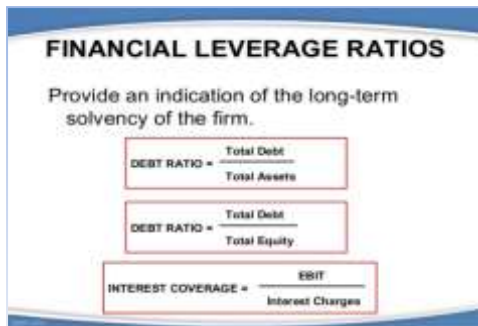 FINANCIAL LEVERAGE RATIOS
Provide an indication of the long-term
solvency of the firm.
DEBT RATIO = Total Debt
Total Assets
DEBT RATIO = Total Debt
Total Equity
INTEREST COVERAGE = EBIT
Interest Charges